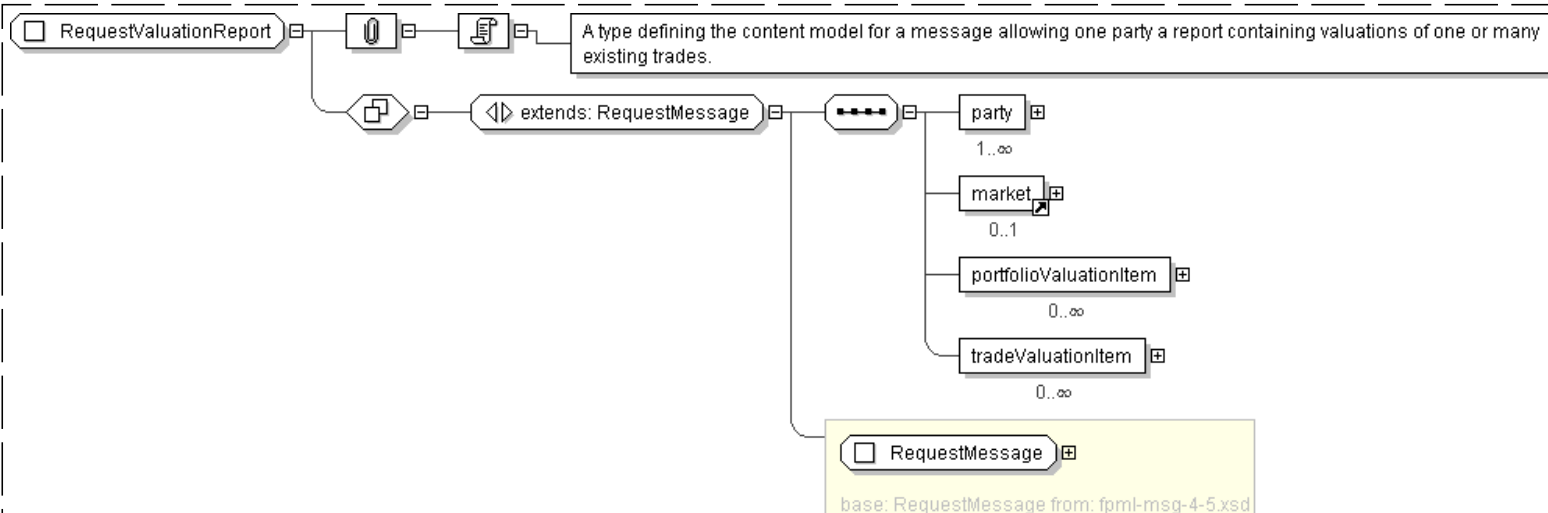 RequestValuationReport
A type defining the content model for a message allowing one party a report containing valuations of one or many
existing trades.
extends: RequestMessage
party
1..∞
market
0..1
portfolioValuationItem
0..∞
tradeValuationItem
0..∞
RequestMessage
base: RequestMessage from: fpml-msg-4-5.xsd